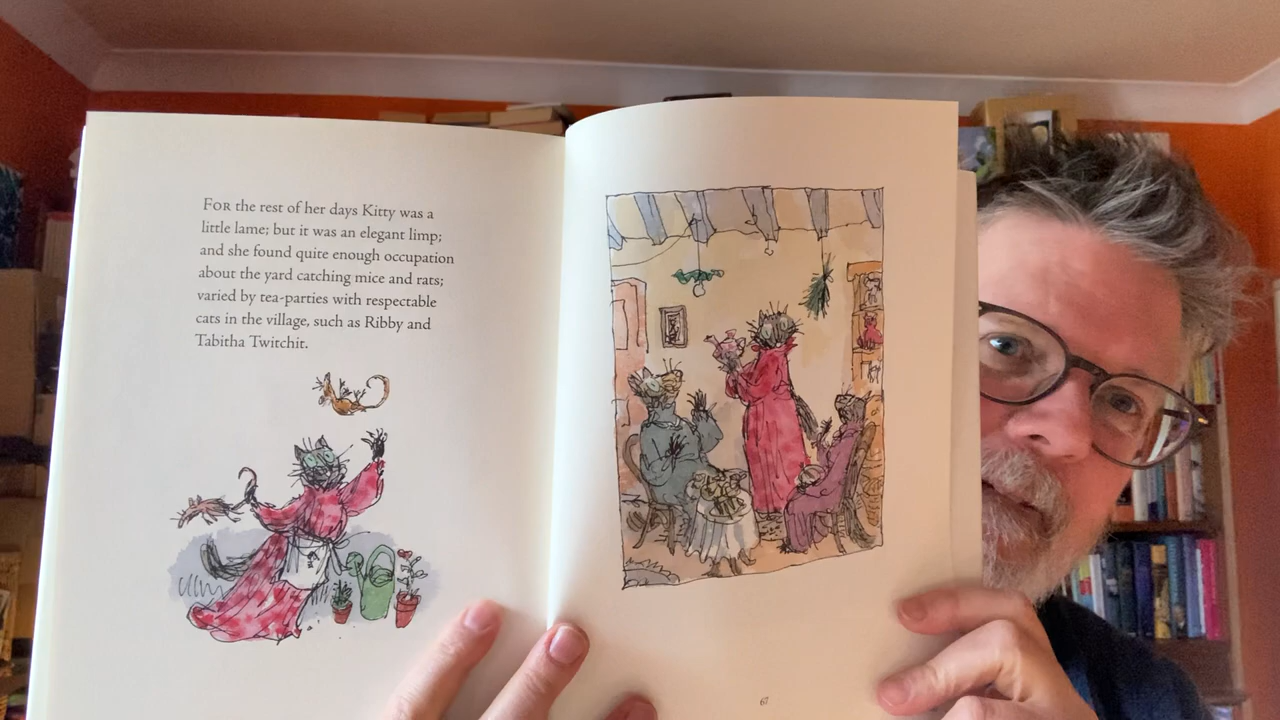 FOR the rest of her days Kitty was a
little lame; but it was an elegant limp;
and she found quite enough occupation
about the yard catching mice and rats;
varied by tea-parties with respectable
cats in the village, such as Ribby and
Tabitha Twitchit.
67